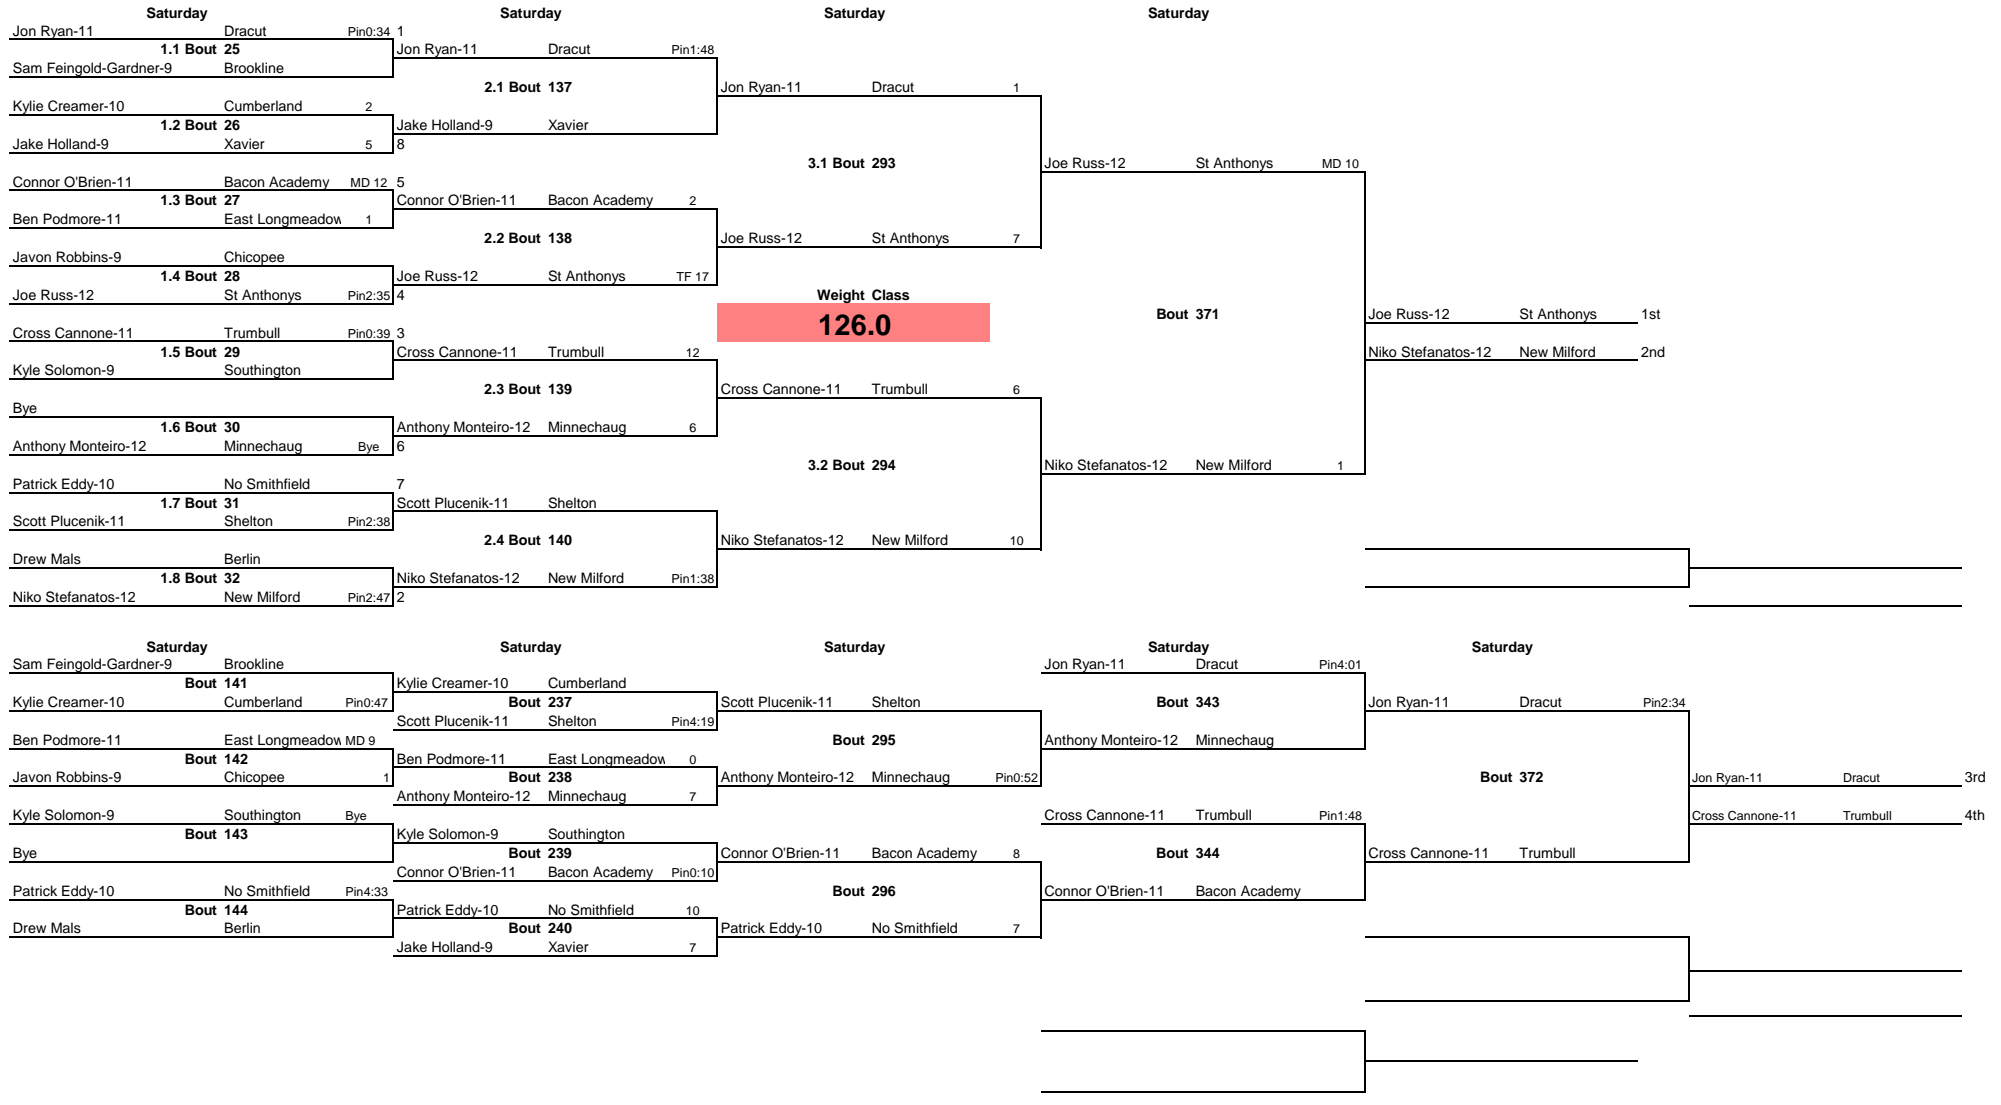 Saturday Saturday Saturday Saturday
Jon Ryan-11 Dracut Pin0:34 1
1.1 Bout 25 Jon Ryan-11 Dracut Pin1:48
Sam Feingold-Gardner-9 Brookline
2.1 Bout 137 Jon Ryan-11 Dracut 1
Kylie Creamer-10 Cumberland 2
1.2 Bout 26 Jake Holland-9 Xavier
Jake Holland-9 Xavier 5 8
3.1 Bout 293 Joe Russ-12 St Anthonys MD 10
Connor O'Brien-11 Bacon Academy MD 12 5
1.3 Bout 27 Connor O'Brien-11 Bacon Academy 2
Ben Podmore-11 East Longmeadow 1
2.2 Bout 138 Joe Russ-12 St Anthonys 7
Javon Robbins-9 Chicopee
1.4 Bout 28 Joe Russ-12 St Anthonys TF 17
Joe Russ-12 St Anthonys Pin2:35 4 Weight Class
Bout 371 Joe Russ-12 St Anthonys 1st
126.0
Cross Cannone-11 Trumbull Pin0:39 3
1.5 Bout 29 Cross Cannone-11 Trumbull 12 Niko Stefanatos-12 New Milford 2nd
Kyle Solomon-9 Southington
2.3 Bout 139 Cross Cannone-11 Trumbull 6
Bye
1.6 Bout 30 Anthony Monteiro-12 Minnechaug 6
Anthony Monteiro-12 Minnechaug Bye 6
3.2 Bout 294 Niko Stefanatos-12 New Milford 1
Patrick Eddy-10 No Smithfield 7
1.7 Bout 31 Scott Plucenik-11 Shelton
Scott Plucenik-11 Shelton Pin2:38
2.4 Bout 140 Niko Stefanatos-12 New Milford 10
Drew Mals Berlin
1.8 Bout 32 Niko Stefanatos-12 New Milford Pin1:38
Niko Stefanatos-12 New Milford Pin2:47 2
Saturday Saturday Saturday Saturday Saturday
Sam Feingold-Gardner-9 Brookline Jon Ryan-11 Dracut Pin4:01
Bout 141 Kylie Creamer-10 Cumberland
Kylie Creamer-10 Cumberland Pin0:47 Bout 237 Scott Plucenik-11 Shelton Bout 343 Jon Ryan-11 Dracut Pin2:34
Scott Plucenik-11 Shelton Pin4:19
Ben Podmore-11 East Longmeadow MD 9 Bout 295 Anthony Monteiro-12 Minnechaug
Bout 142 Ben Podmore-11 East Longmeadow 0
Javon Robbins-9 Chicopee 1 Bout 238 Anthony Monteiro-12 Minnechaug Pin0:52 Bout 372 Jon Ryan-11 Dracut 3rd
Anthony Monteiro-12 Minnechaug 7
Kyle Solomon-9 Southington Bye Cross Cannone-11 Trumbull Pin1:48 Cross Cannone-11 Trumbull 4th
Bout 143 Kyle Solomon-9 Southington
Bye Bout 239 Connor O'Brien-11 Bacon Academy 8 Bout 344 Cross Cannone-11 Trumbull
Connor O'Brien-11 Bacon Academy Pin0:10
Patrick Eddy-10 No Smithfield Pin4:33 Bout 296 Connor O'Brien-11 Bacon Academy
Bout 144 Patrick Eddy-10 No Smithfield 10
Drew Mals Berlin Bout 240 Patrick Eddy-10 No Smithfield 7
Jake Holland-9 Xavier 7